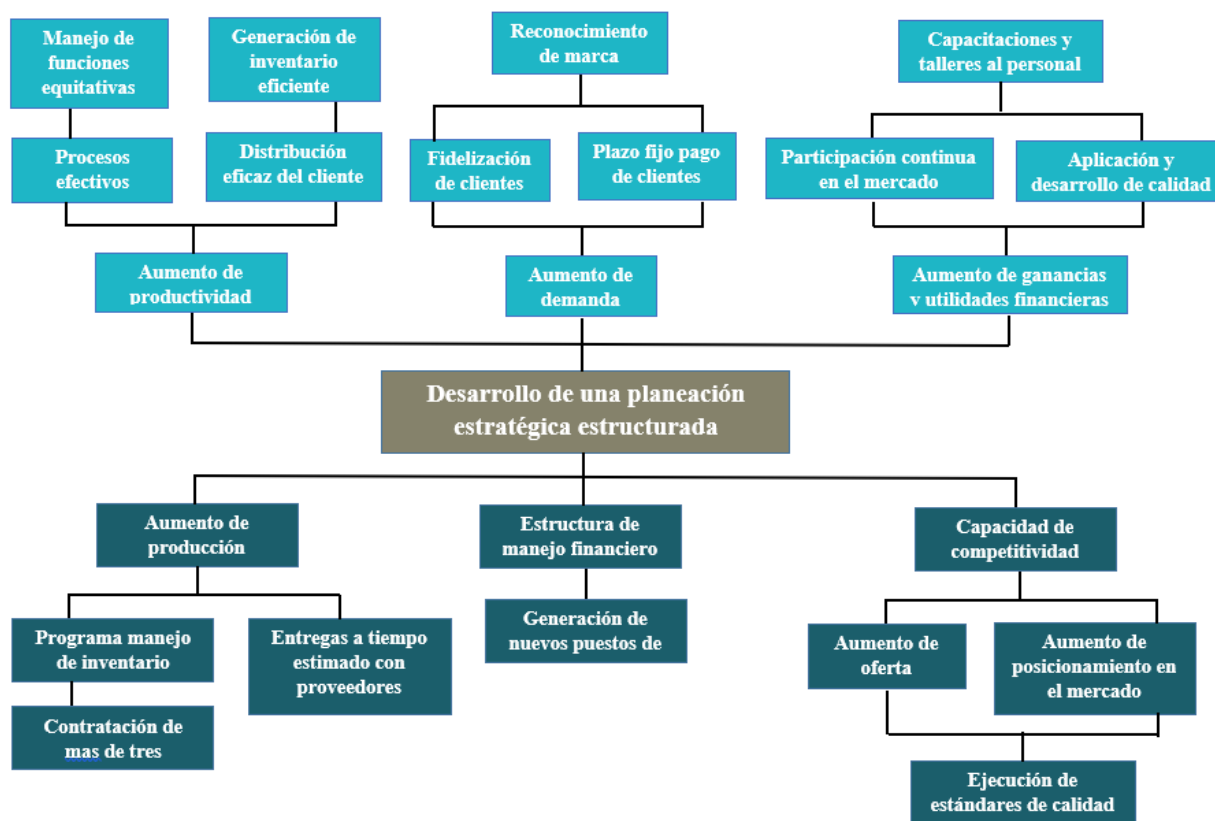 Manejo de
funciones
equitativas
Generación de
inventario
eficiente
Reconocimiento
de marca
Capacitaciones y
talleres al personal
Procesos
efectivos
Distribución
eficaz del cliente
Fidelización
de clientes
Plazo fijo pago
de clientes
Participación continua
en el mercado
Aplicación y
desarrollo de calidad
Aumento de
productividad
Aumento de
demanda
Aumento de ganancias
y utilidades financieras
Desarrollo de una planeación
estratégica estructurada
Aumento de
producción
Estructura de
manejo financiero
Capacidad de
competitividad
Programa manejo
de inventario
Entregas a tiempo
estimado con
proveedores
Generación de
nuevos puestos de
Aumento de
oferta
Aumento de
posicionamiento en
el mercado
Contratación de
mas de tres
Ejecución de
estándares de calidad